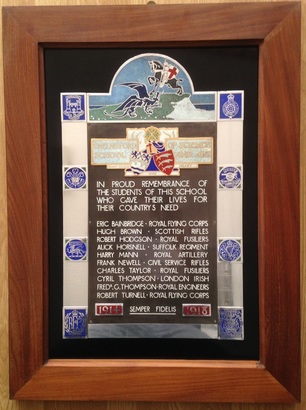 IN PROUD REMEMBRANCE OF
THE STUDENTS OF THIS SCHOOL
WHO GAVE THEIR LIVES FOR
THEIR COUNTRY'S NEED
ERIC BAINBRIDGE · ROYAL FLYING CORPS
HUGH BROWN · SCOTTISH RIFLES
ROBERT HODGSON · ROYAL FUSILIERS
ALICK HORSNELL · SUFFOLK REGIMENT
HARRY MANN · ROYAL ARTILLERY
FRANK NEWELL · CIVIL SERVICE RIFLES
CHARLES TAYLOR · ROYAL FUSILIERS
CYRIL THOMPSON · LONDON IRISH
FREDK. G. THOMPSON · ROYAL ENGINEERS
ROBERT TURNELL · ROYAL FLYING CORPS
1914 SEMPER FIDELIS 1918